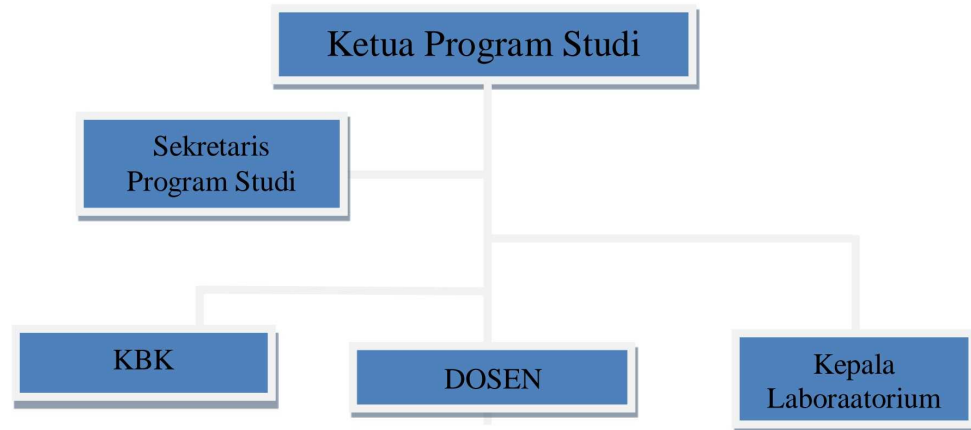 Ketua Program Studi
Sekretaris
Program Studi
KBK
DOSEN
Kepala
Laboraatorium